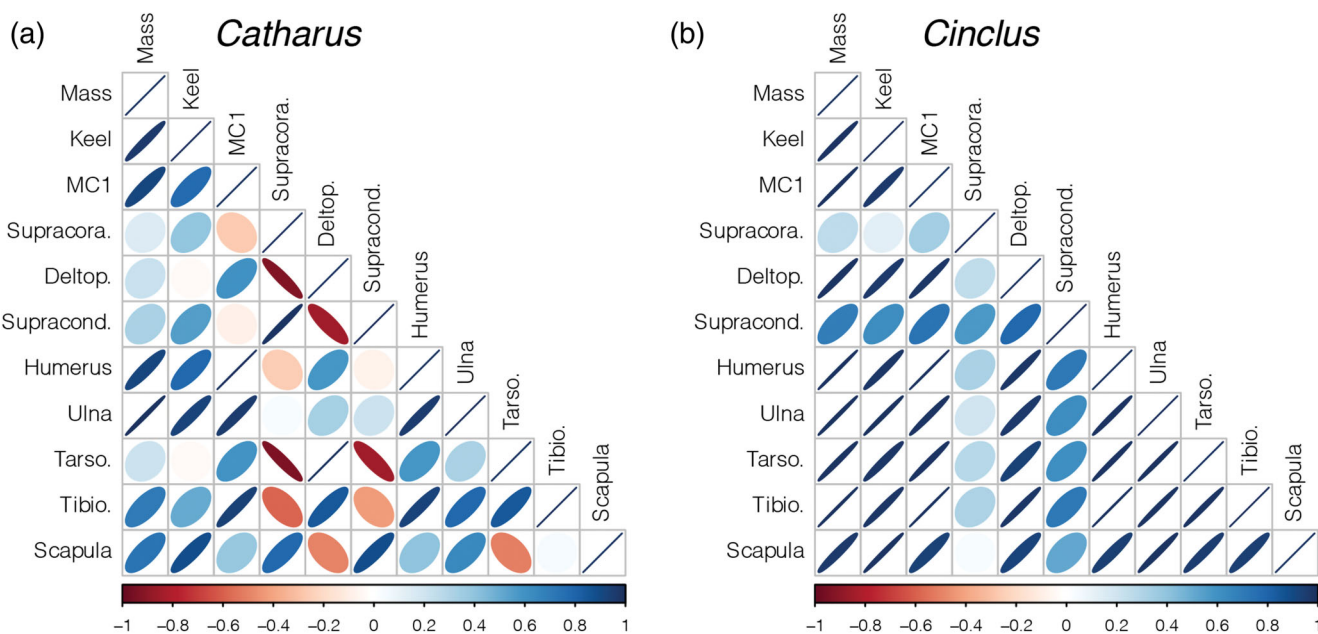 (a)
Catharus
Mass
Keel
MC1
Supracora.
Deltop.
Supracond.
Humerus
Ulna
Tarso.
Tibio.
Scapula
Mass
Keel
MC1
Supracora.
Deltop.
Supracond.
Humerus
Ulna
Tarso.
Tibio.
Scapula
−1 −0.8 −0.6 −0.4 −0.2 0 0.2 0.4 0.6 0.8 1
(b)
Cinclus
Mass
Keel
MC1
Supracora.
Deltop.
Supracond.
Humerus
Ulna
Tarso.
Tibio.
Scapula
Mass
Keel
MC1
Supracora.
Deltop.
Supracond.
Humerus
Ulna
Tarso.
Tibio.
Scapula
−1 −0.8 −0.6 −0.4 −0.2 0 0.2 0.4 0.6 0.8 1